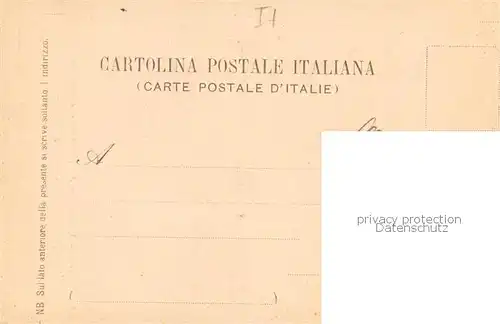 It
CARTOLINA POSTALE ITALIANA
(CARTE POSTALE D'ITALIE)
A
privacy protection
Datenschutz
NB Sul lato anteriore della presente si scrive soltanto l'indirizzo.